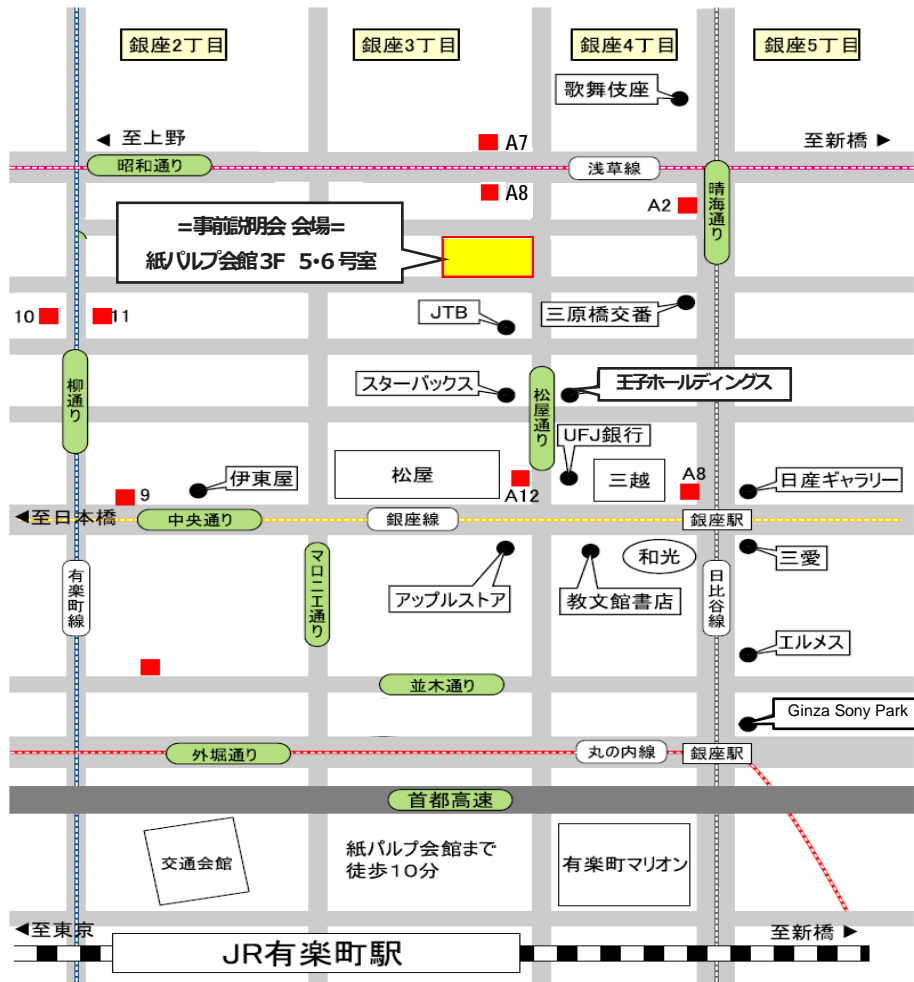 銀座2丁目
銀座3丁目
銀座4丁目
銀座5丁目
歌舞伎座
◀ 至上野
A7
至新橋 ▶
昭和通り
浅草線
A8
A2
晴海通り
=事前説明会 会場=
紙パルプ会館3F 5・6号室
10
11
JTB
三原橋交番
柳通り
スターバックス
松屋通り
王子ホールディングス
UFJ銀行
伊東屋
松屋
三越
A8
日産ギャラリー
9
A12
◀至日本橋
中央通り
銀座線
銀座駅
マロニエ通り
和光
三愛
有楽町線
アップルストア
教文館書店
日比谷線
エルメス
並木通り
Ginza Sony Park
外堀通り
丸の内線
銀座駅
首都高速
交通会館
紙パルプ会館まで
徒歩10分
有楽町マリオン
◀至東京
至新橋 ▶
JR有楽町駅